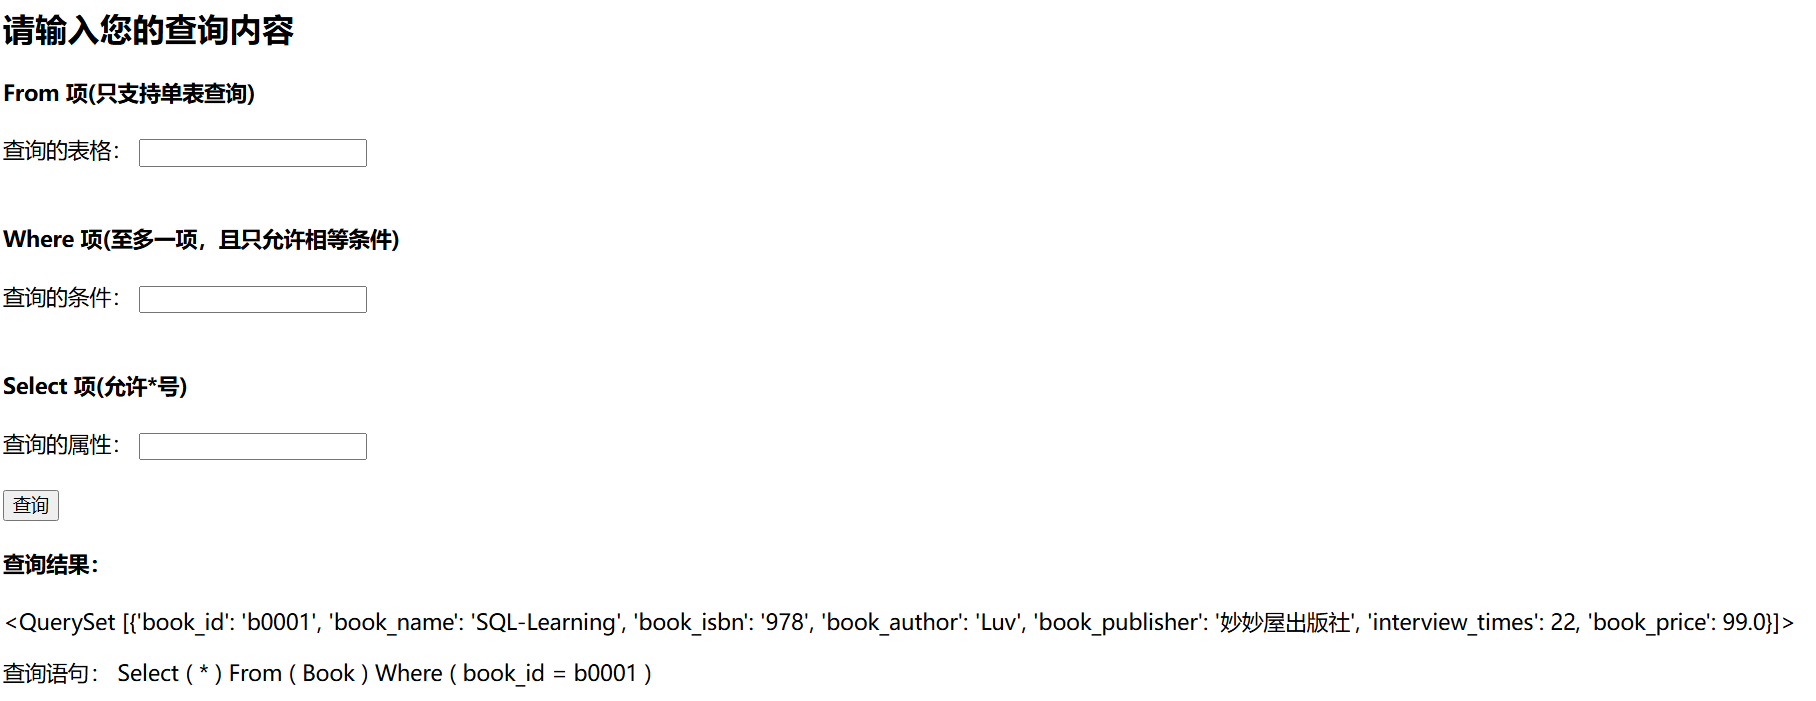 请输入您的查询内容
From 项(只支持单表查询)
查询的表格：
Where 项(至多一项，且只允许相等条件)
查询的条件：
Select 项(允许*号)
查询的属性：
查询
查询结果：
<QuerySet [{'book_id': 'b0001', 'book_name': 'SQL-Learning', 'book_isbn': '978', 'book_author': 'Luv', 'book_publisher': '妙妙屋出版社', 'interview_times': 22, 'book_price': 99.0}]>
查询语句： Select ( * ) From ( Book ) Where ( book_id = b0001 )